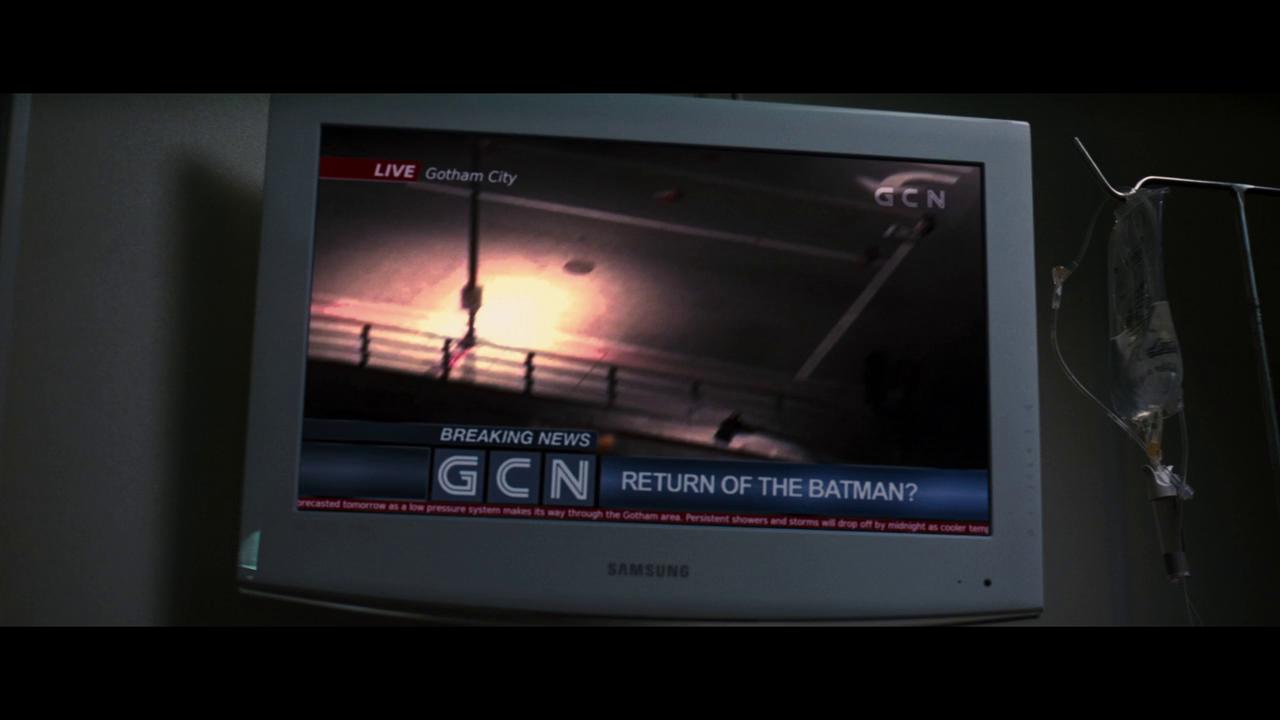 LIVE Gotham City
GCN
BREAKING NEWS
GCN RETURN OF THE BATMAN?
orecasted tomorrow as a low pressure system makes its way through the Gotham area. Persistent showers and storms will drop off by midnight as cooler temp
SAMSUNG